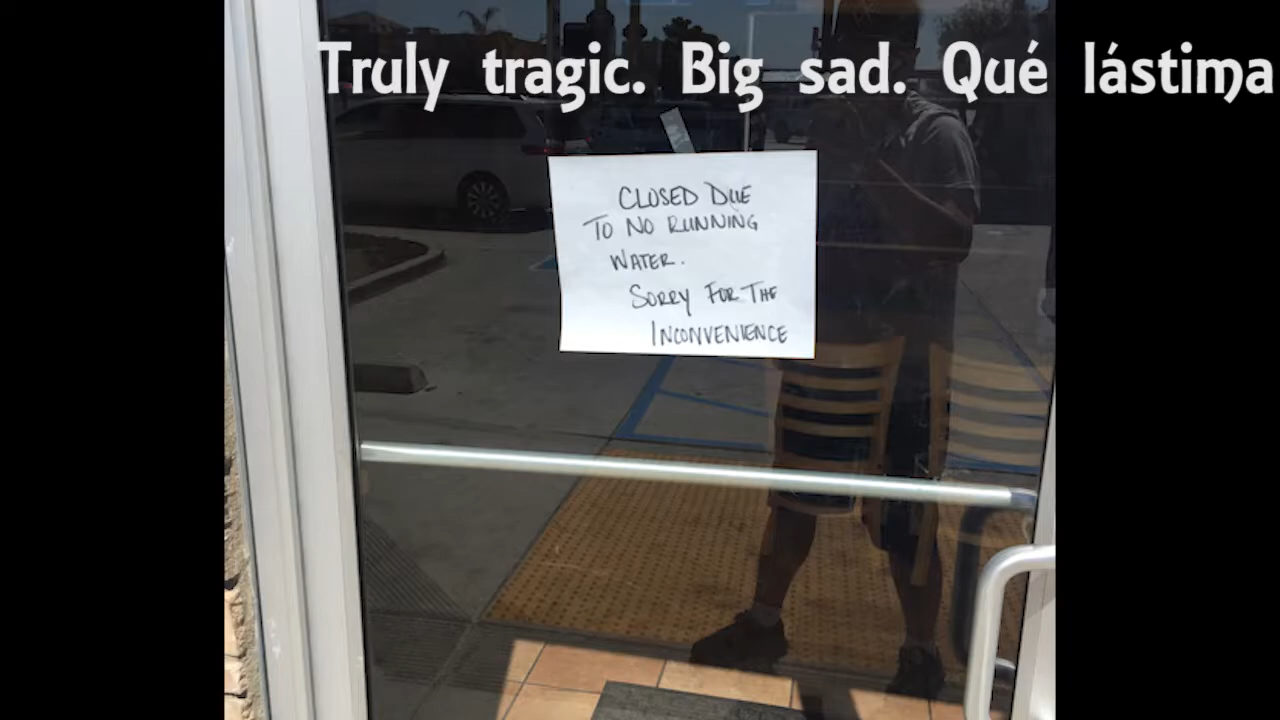 Truly tragic. Big sad. Qué lástima
CLOSED DUE
TO NO RUNNING
WATER.
SORRY FOR THE
INCONVENIENCE